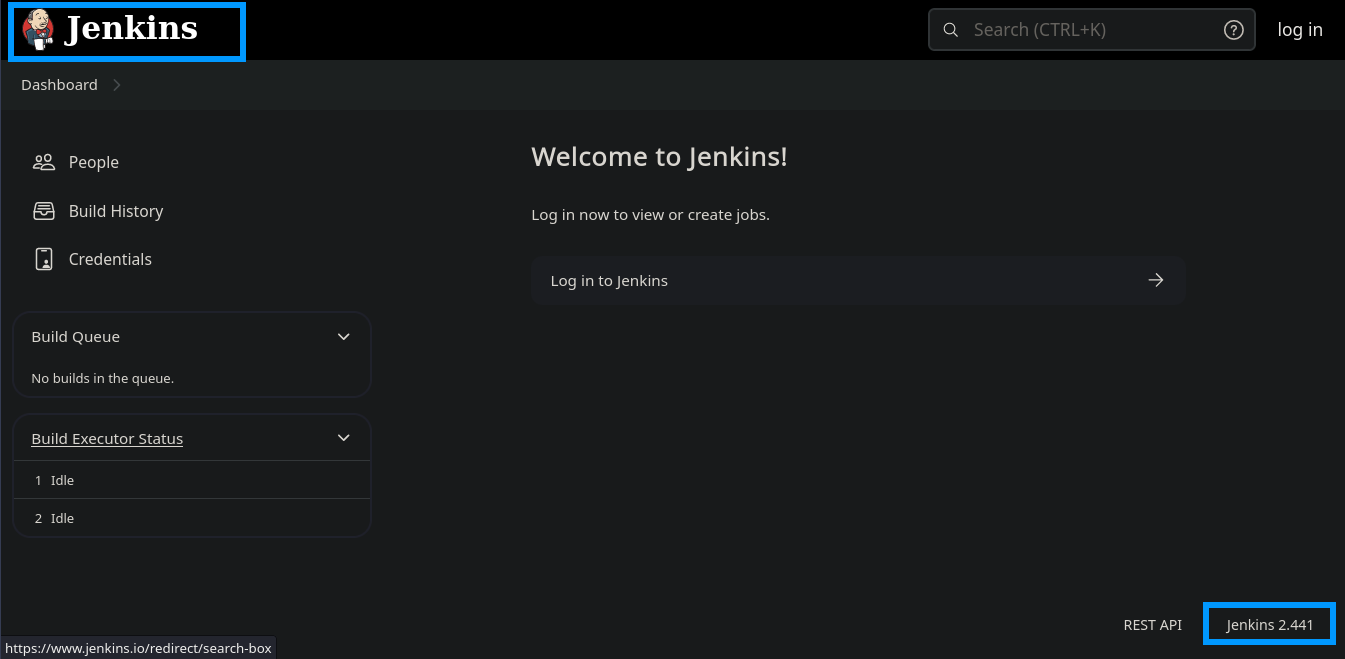 Jenkins
Search (CTRL+K)
log in
Dashboard
People
Build History
Credentials
Welcome to Jenkins!
Log in now to view or create jobs.
Log in to Jenkins
Build Queue
No builds in the queue.
Build Executor Status
1 Idle
2 Idle
REST API
Jenkins 2.441
https://www.jenkins.io/redirect/search-box